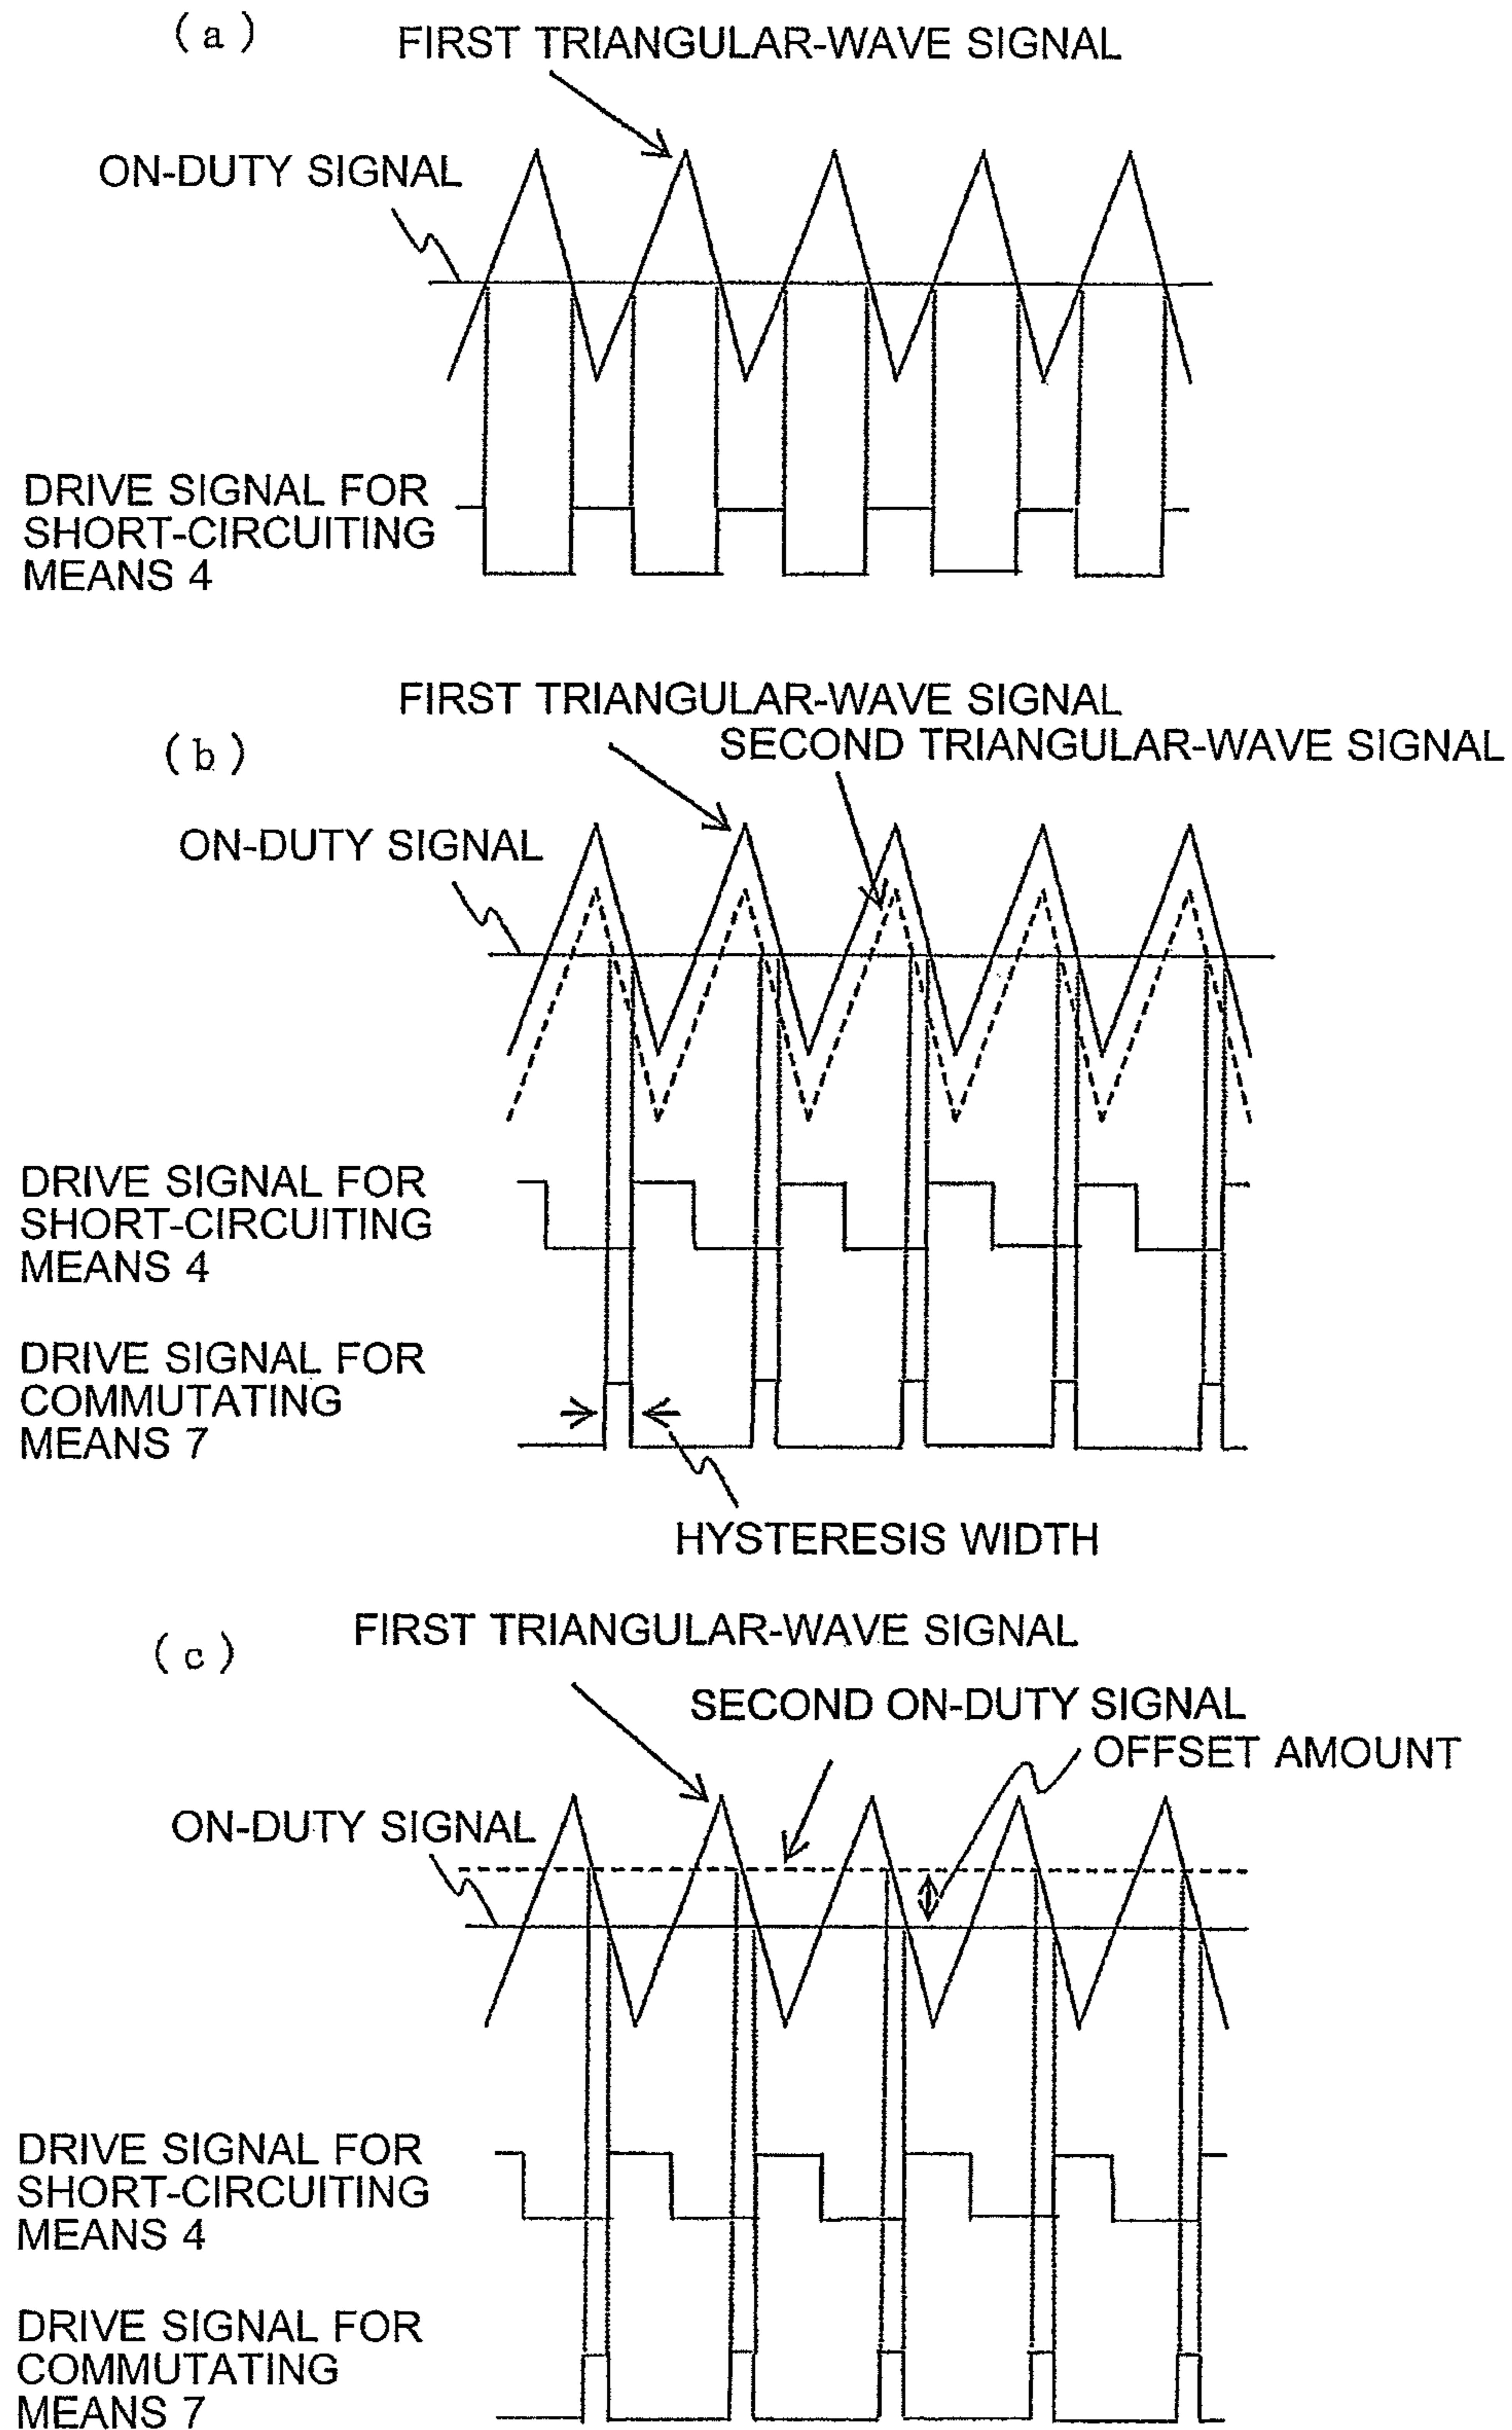 (a)
FIRST TRIANGULAR-WAVE SIGNAL
ON-DUTY SIGNAL
DRIVE SIGNAL FOR
SHORT-CIRCUITING
MEANS 4
FIRST TRIANGULAR-WAVE SIGNAL
(b)
SECOND TRIANGULAR-WAVE SIGNAL
ON-DUTY SIGNAL
DRIVE SIGNAL FOR
SHORT-CIRCUITING
MEANS 4
DRIVE SIGNAL FOR
COMMUTATING
MEANS 7
HYSTERESIS WIDTH
(c)
FIRST TRIANGULAR-WAVE SIGNAL
SECOND ON-DUTY SIGNAL
OFFSET AMOUNT
ON-DUTY SIGNAL
DRIVE SIGNAL FOR
SHORT-CIRCUITING
MEANS 4
DRIVE SIGNAL FOR
COMMUTATING
MEANS 7